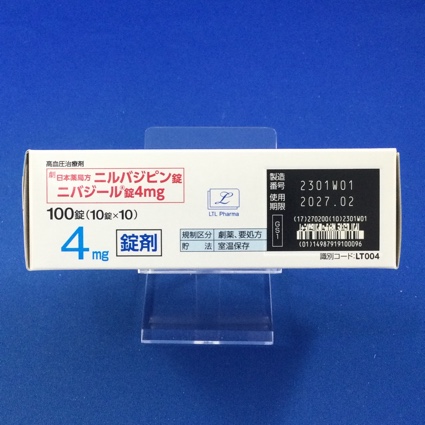 高血圧治療剤
劇 日本薬局方 ニルバジピン錠
ニバジール®錠4mg
100錠(10錠×10)
4mg 錠剤
L
LTL Pharma
規制区分 劇薬、要処方
貯法 室温保存
製造番号 2301W01
使用期限 2027.02
GS1
(17)270200(10)2301W01
(01)14987919100096
識別コード:LT004